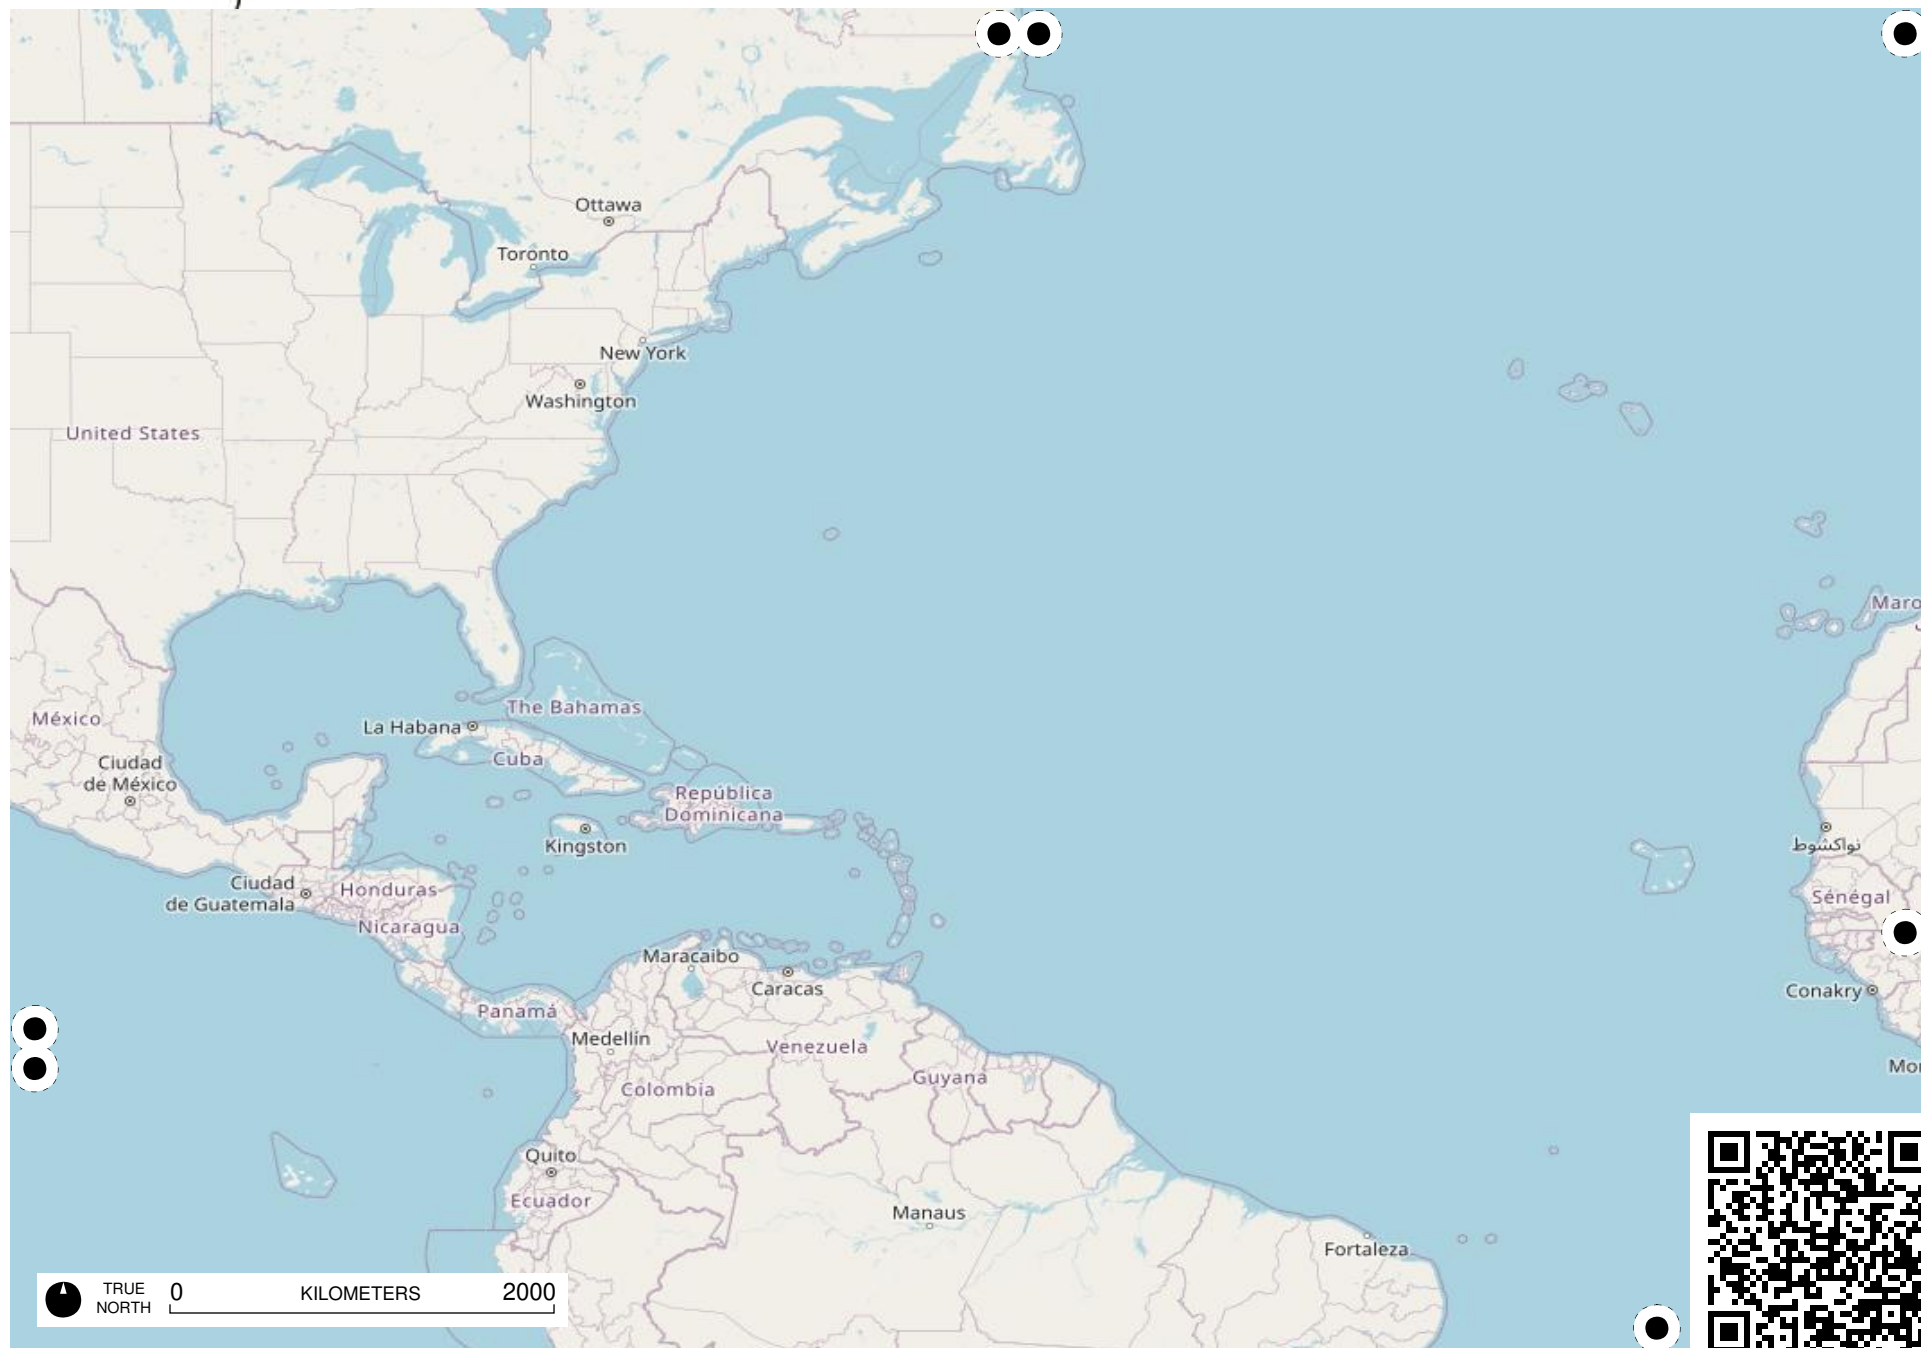 Ottawa
Toronto
New York
Washington
United States
Maro
México
La Habana
The Bahamas
Cuba
Ciudad
de México
República
Dominicana
Kingston
نواكشوط
Ciudad
de Guatemala
Honduras
Sénégal
Nicaragua
Maracaibo
Caracas
Conakry
Panamá
Medellín
Venezuela
Mor
Guyana
Colombia
Quito
Ecuador
Manaus
Fortaleza
TRUE
NORTH
0 KILOMETERS 2000